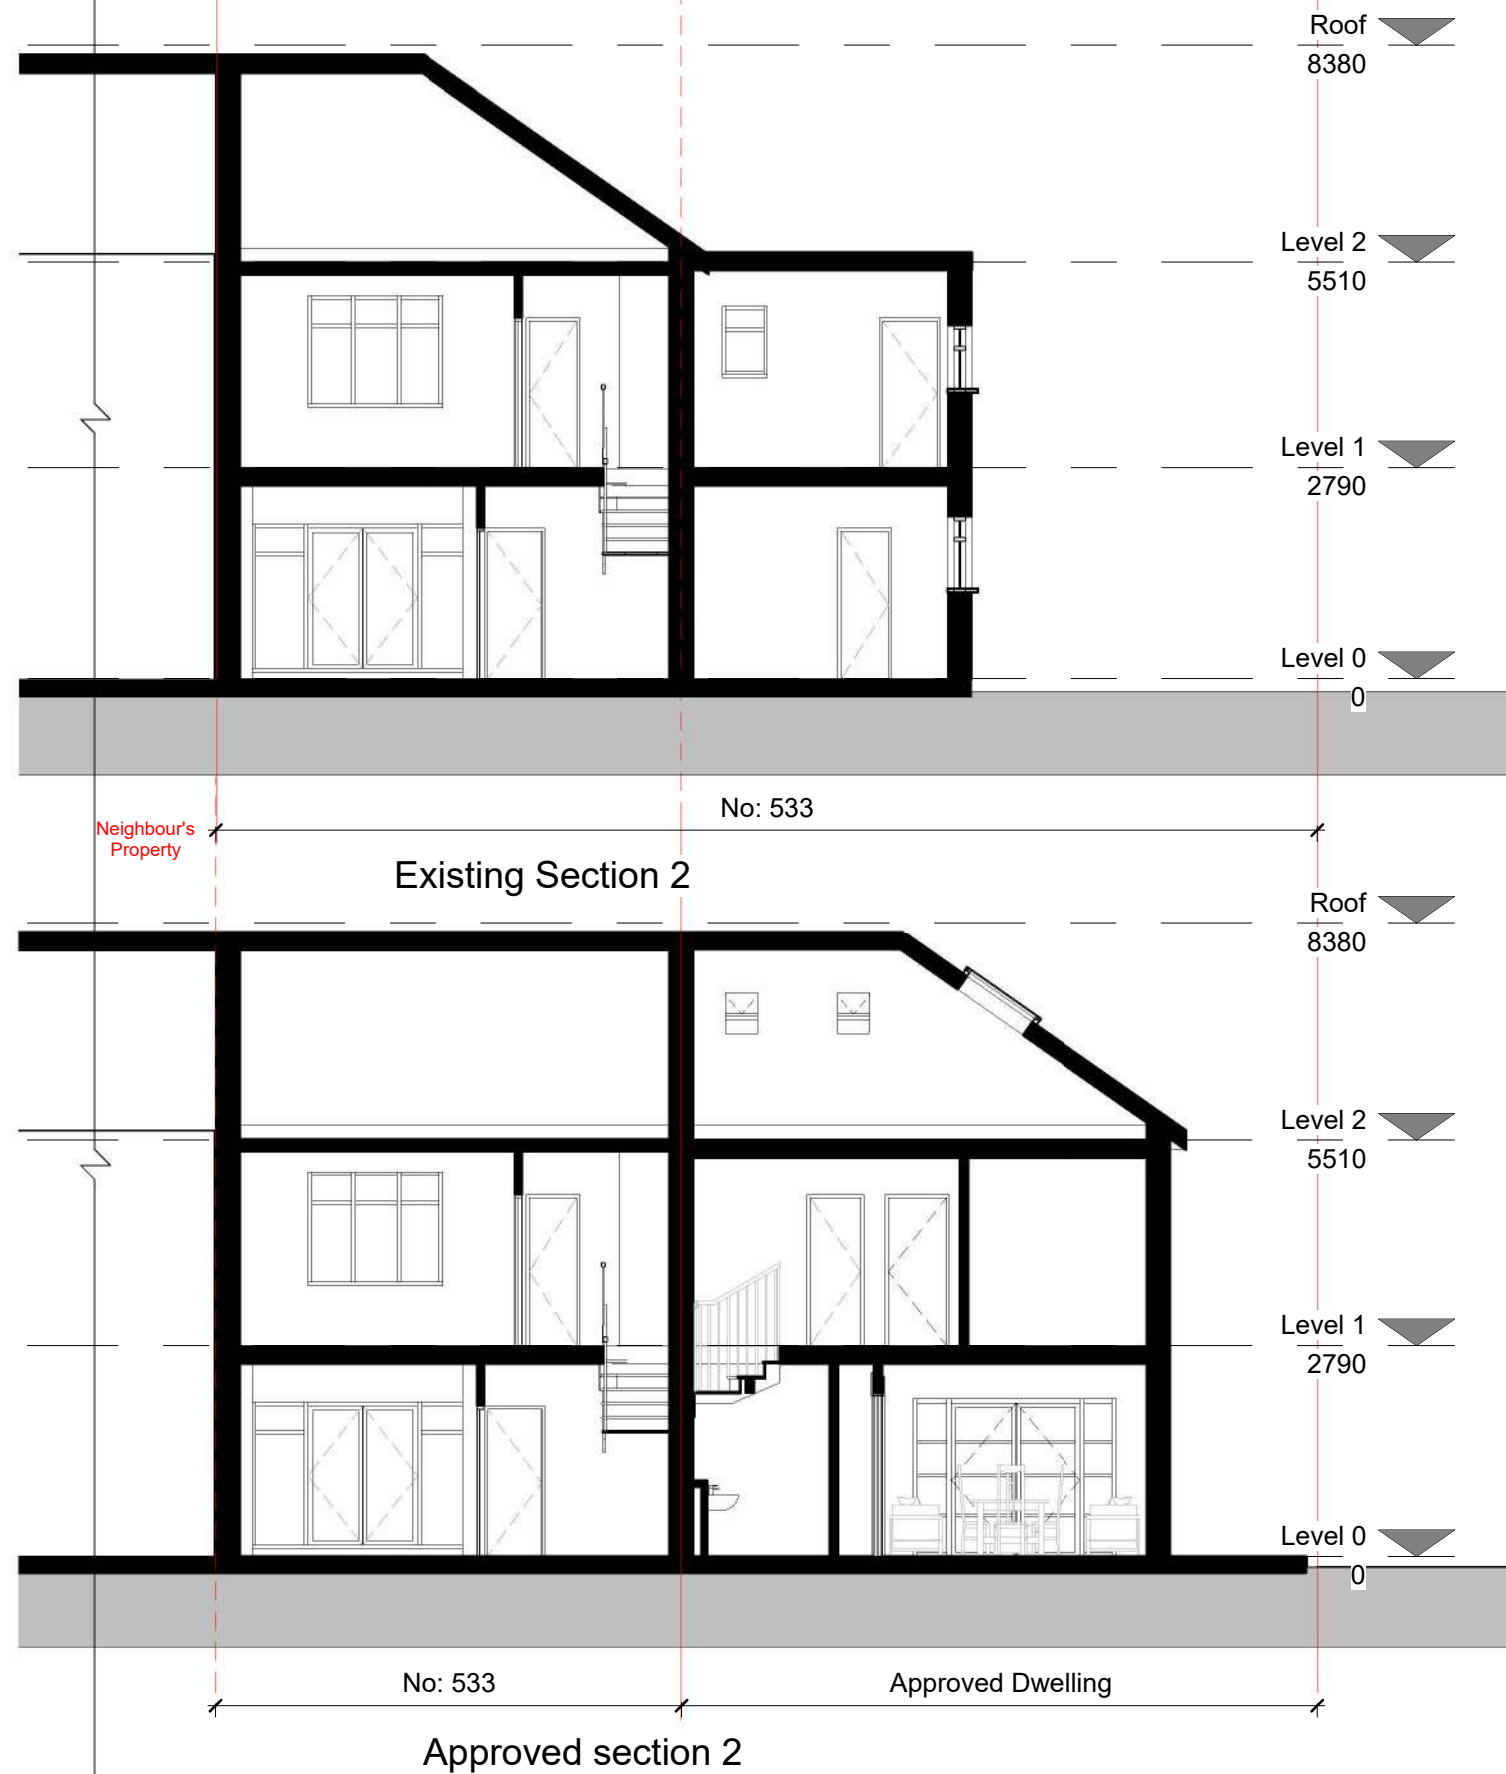 Roof
8380
Level 2
5510
Level 1
2790
Level 0
0
No: 533
Neighbour's
Property
Existing Section 2
Roof
8380
Level 2
5510
Level 1
2790
Level 0
0
No: 533
Approved Dwelling
Approved section 2